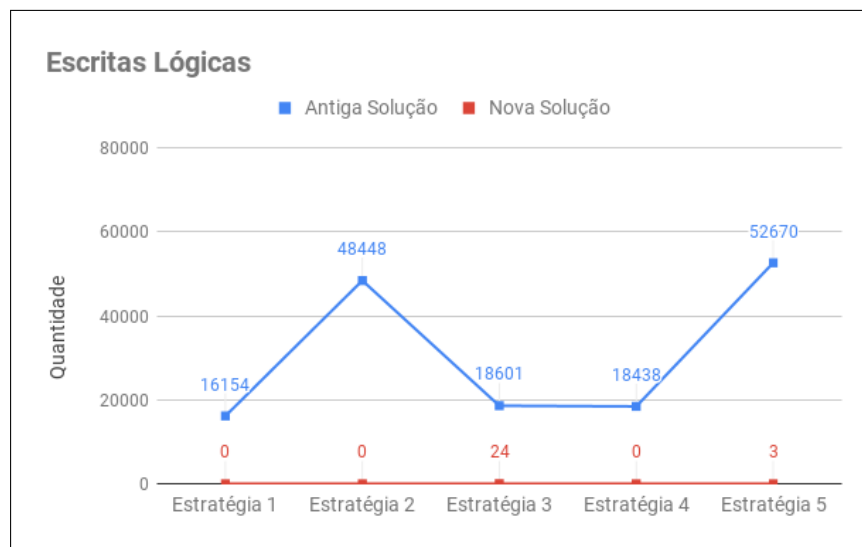 Escritas Lógicas
Antiga Solução Nova Solução
80000
60000
40000
20000
0
Quantidade
16154
48448
18601
18438
52670
0 0 24 0 3
Estratégia 1 Estratégia 2 Estratégia 3 Estratégia 4 Estratégia 5